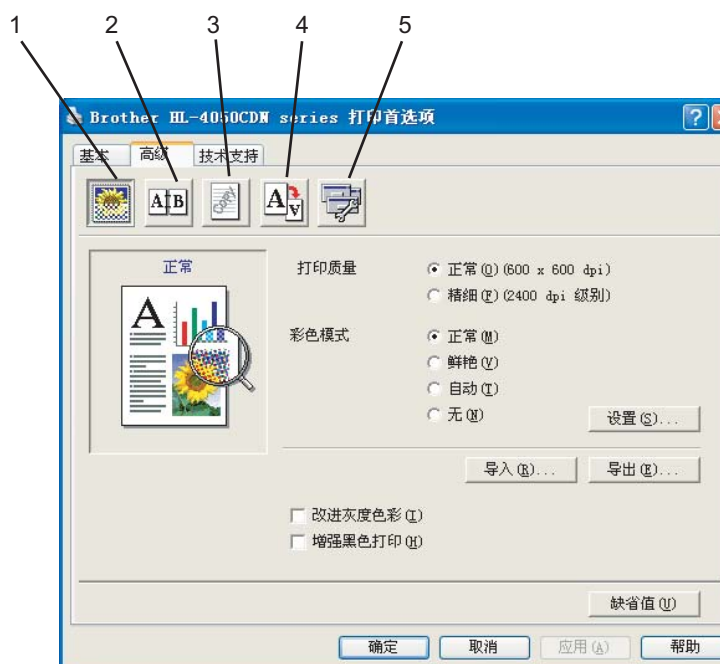 1 2 3 4 5
Brother HL-4050CDN series 打印首选项
基本 高级 技术支持
A B
Copy
A A
正常
A
打印质量
正常(Q)(600 x 600 dpi)
精细(F)(2400 dpi 级别)
彩色模式
正常(M)
鲜艳(V)
自动(T)
无(N)
设置(S)...
导入(R)... 导出(E)...
改进灰度色彩(I)
增强黑色打印(H)
缺省值(U)
确定 取消 应用(A) 帮助